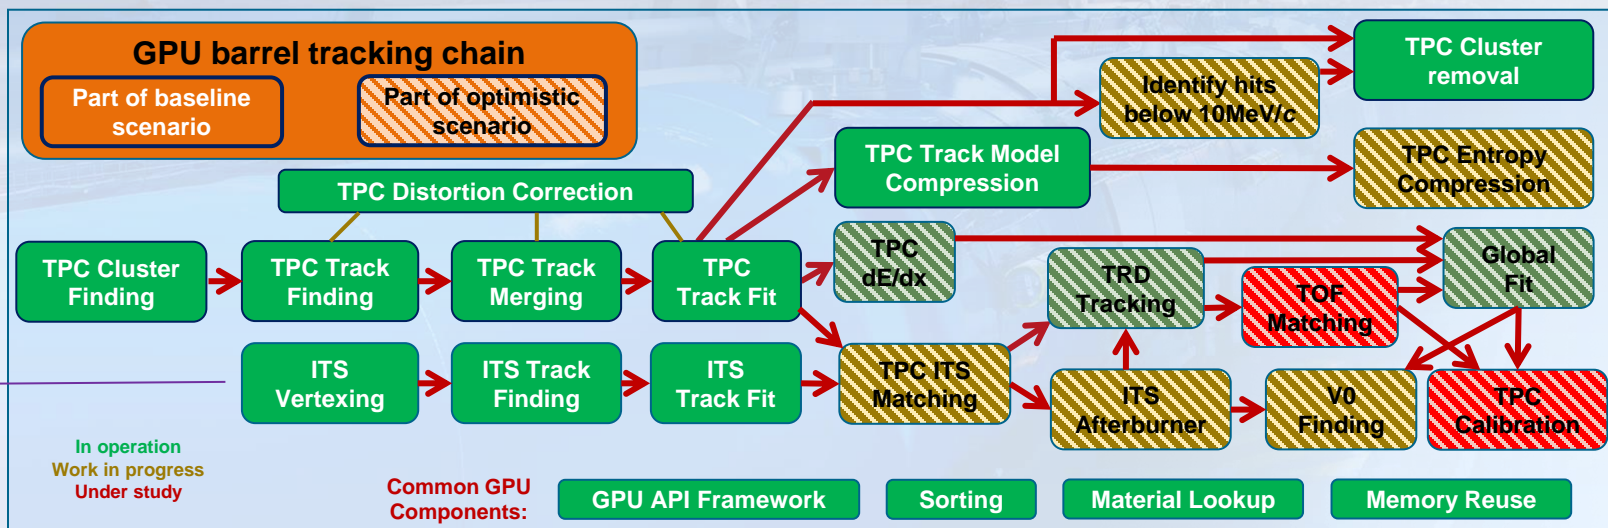 GPU barrel tracking chain
Part of baseline
scenario
Part of optimistic
scenario
TPC Cluster
removal
Identify hits
below 10MeV/c
TPC Track Model
Compression
TPC Entropy
Compression
TPC Distortion Correction
TPC Cluster
Finding
TPC Track
Finding
TPC Track
Merging
TPC
Track Fit
TPC
dE/dx
TRD
Tracking
TOF
Matching
Global
Fit
ITS
Vertexing
ITS Track
Finding
ITS
Track Fit
TPC ITS
Matching
ITS
Afterburner
V0
Finding
TPC
Calibration
In operation
Work in progress
Under study
Common GPU
Components:
GPU API Framework
Sorting
Material Lookup
Memory Reuse